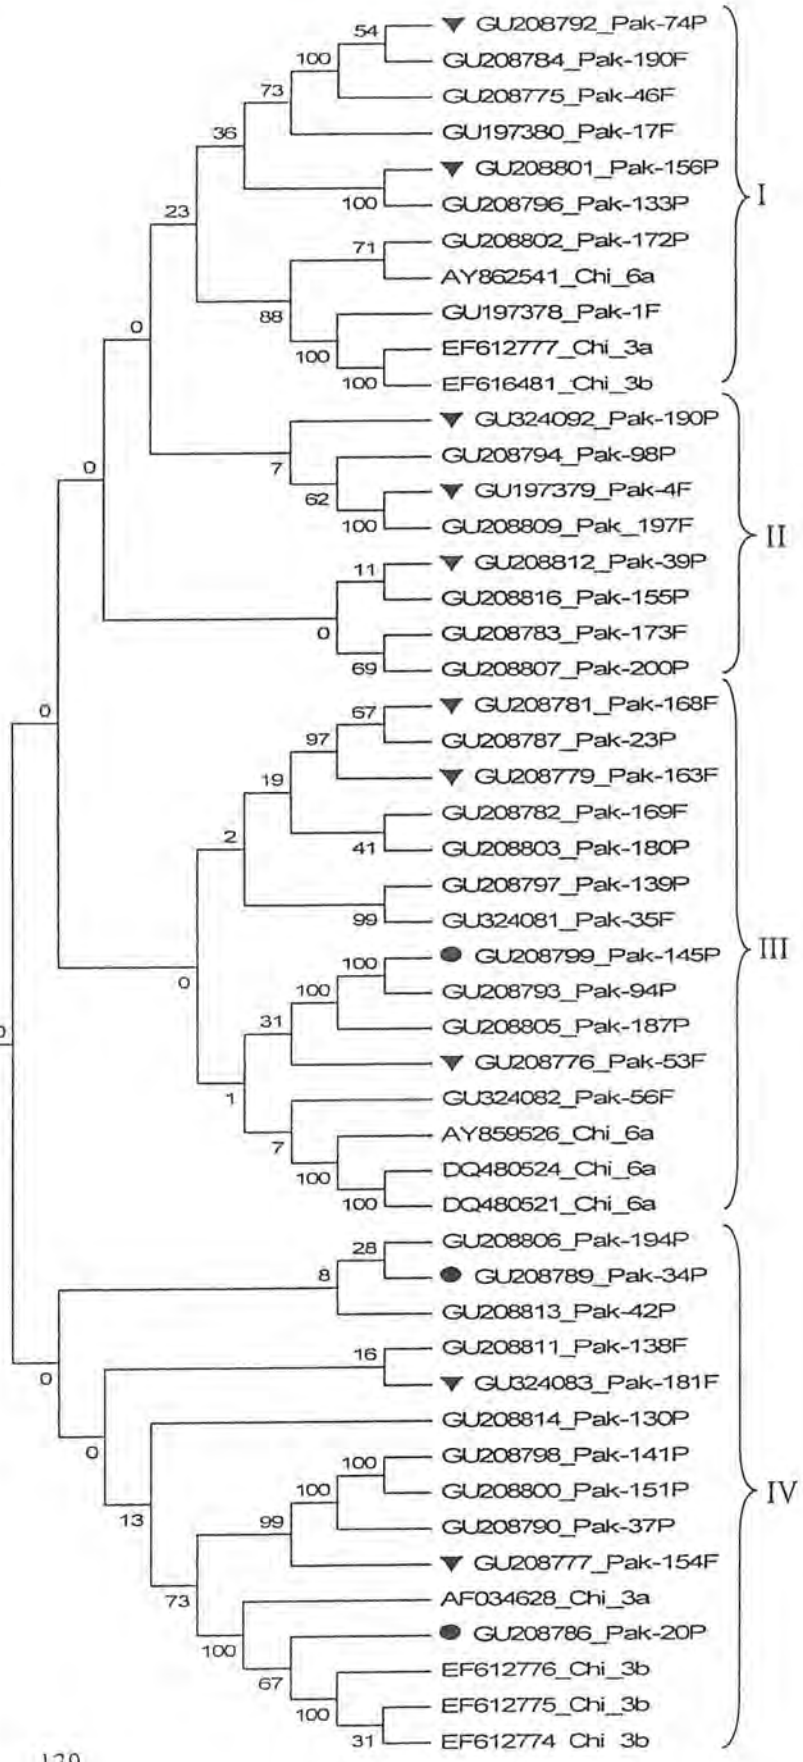 54
▼ GU208792_Pak-74P
100
GU208784_Pak-190F
73
GU208775_Pak-46F
36
GU197380_Pak-17F
▼ GU208801_Pak-156P
100
GU208796_Pak-133P
I
23
71
GU208802_Pak-172P
AY862541_Chi_6a
88
GU197378_Pak-1F
0
100
EF612777_Chi_3a
100
EF616481_Chi_3b
▼ GU324092_Pak-190P
0
7
GU208794_Pak-98P
62
▼ GU197379_Pak-4F
100
GU208809_Pak_197F
II
11
▼ GU208812_Pak-39P
GU208816_Pak-155P
0
GU208783_Pak-173F
69
GU208807_Pak-200P
0
67
▼ GU208781_Pak-168F
97
GU208787_Pak-23P
19
▼ GU208779_Pak-163F
2
GU208782_Pak-169F
41
GU208803_Pak-180P
GU208797_Pak-139P
99
GU324081_Pak-35F
III
0
100
● GU208799_Pak-145P
100
GU208793_Pak-94P
31
GU208805_Pak-187P
0
▼ GU208776_Pak-53F
1
GU324082_Pak-56F
7
AY859526_Chi_6a
100
DQ480524_Chi_6a
100
DQ480521_Chi_6a
28
GU208806_Pak-194P
8
● GU208789_Pak-34P
GU208813_Pak-42P
16
GU208811_Pak-138F
0
▼ GU324083_Pak-181F
GU208814_Pak-130P
0
100
GU208798_Pak-141P
100
GU208800_Pak-151P
IV
13
99
GU208790_Pak-37P
▼ GU208777_Pak-154F
73
AF034628_Chi_3a
100
● GU208786_Pak-20P
67
EF612776_Chi_3b
100
EF612775_Chi_3b
31
EF612774 Chi 3b